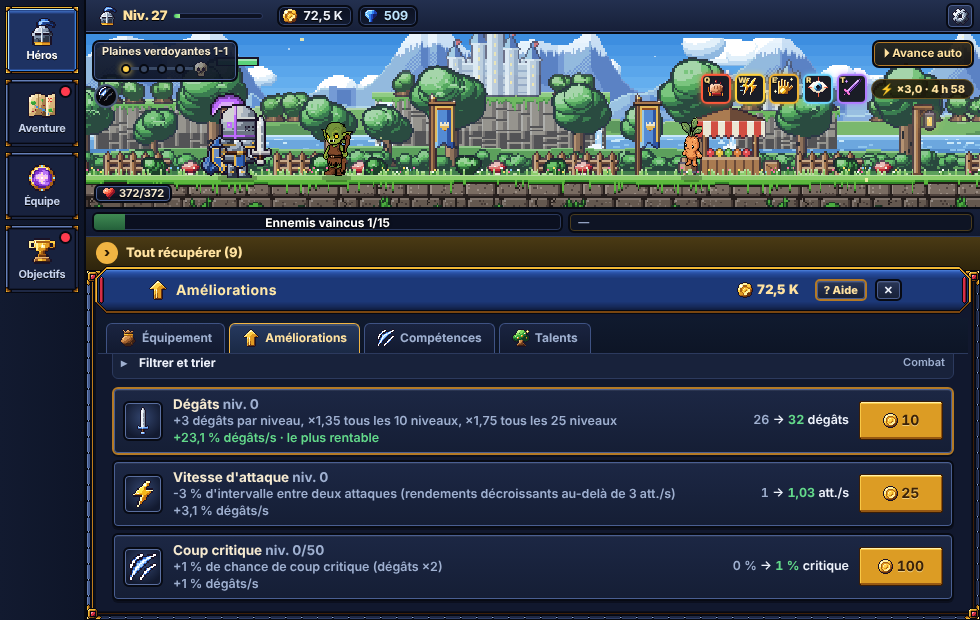 Niv. 27
72,5 K
509
Héros
Aventure
Équipe
Objectifs
Plaines verdoyantes 1-1
Avance auto
×3,0 · 4 h 58
372/372
Ennemis vaincus 1/15
—
Tout récupérer (9)
Améliorations
72,5 K
? Aide
×
Équipement
Améliorations
Compétences
Talents
Filtrer et trier
Combat
Dégâts niv. 0
+3 dégâts par niveau, ×1,35 tous les 10 niveaux, ×1,75 tous les 25 niveaux
+23,1 % dégâts/s · le plus rentable
26 → 32 dégâts
10
Vitesse d'attaque niv. 0
-3 % d'intervalle entre deux attaques (rendements décroissants au-delà de 3 att./s)
+3,1 % dégâts/s
1 → 1,03 att./s
25
Coup critique niv. 0/50
+1 % de chance de coup critique (dégâts ×2)
+1 % dégâts/s
0 % → 1 % critique
100